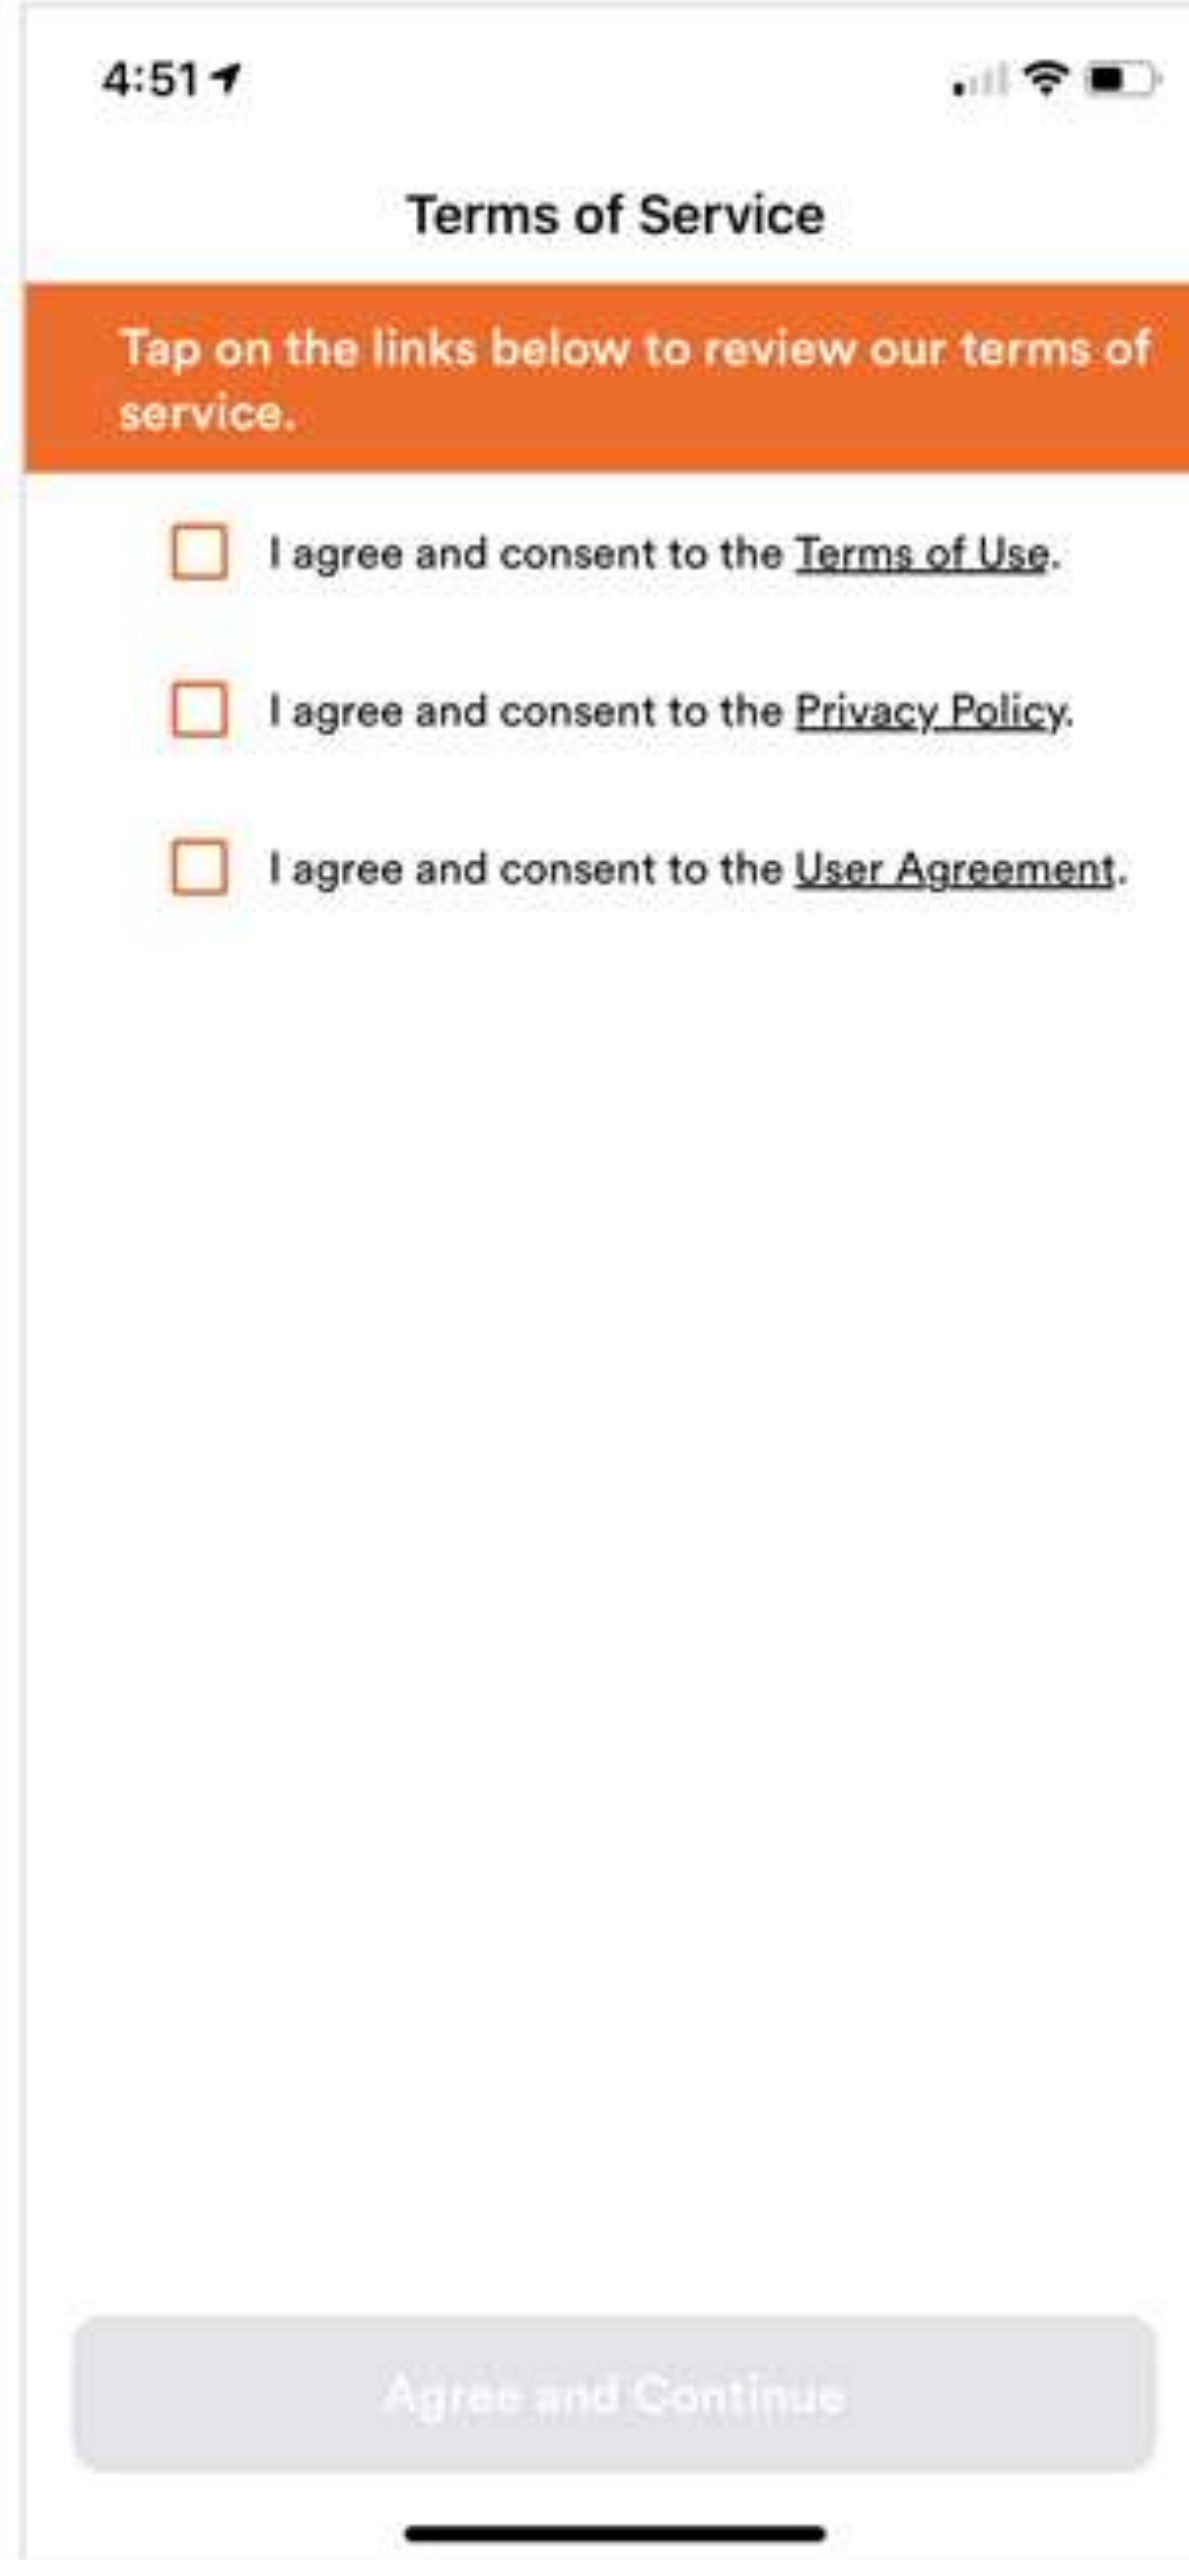 4:51
Terms of Service
Tap on the links below to review our terms of
service.
I agree and consent to the Terms of Use.
I agree and consent to the Privacy Policy.
I agree and consent to the User Agreement.
Agree and Continue